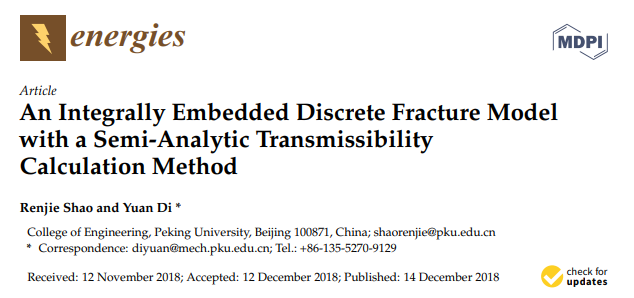 energies
MDPI
Article
An Integrally Embedded Discrete Fracture Model
with a Semi-Analytic Transmissibility
Calculation Method
Renjie Shao and Yuan Di *
College of Engineering, Peking University, Beijing 100871, China; shaorenjie@pku.edu.cn
* Correspondence: diyuan@mech.pku.edu.cn; Tel.: +86-135-5270-9129
Received: 12 November 2018; Accepted: 12 December 2018; Published: 14 December 2018
check for
updates